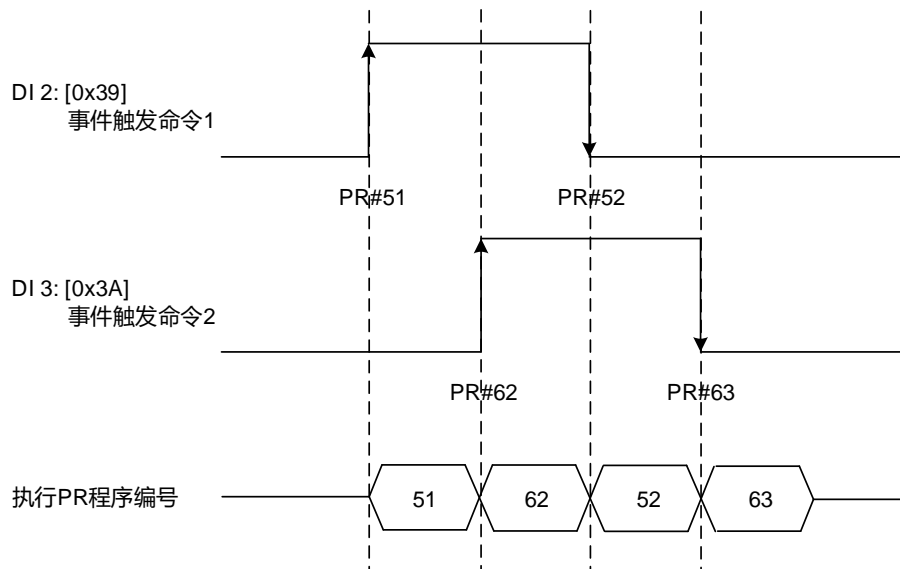 DI 2: [0x39]
事件触发命令1
PR#51
PR#52
DI 3: [0x3A]
事件触发命令2
PR#62
PR#63
执行PR程序编号
51
62
52
63